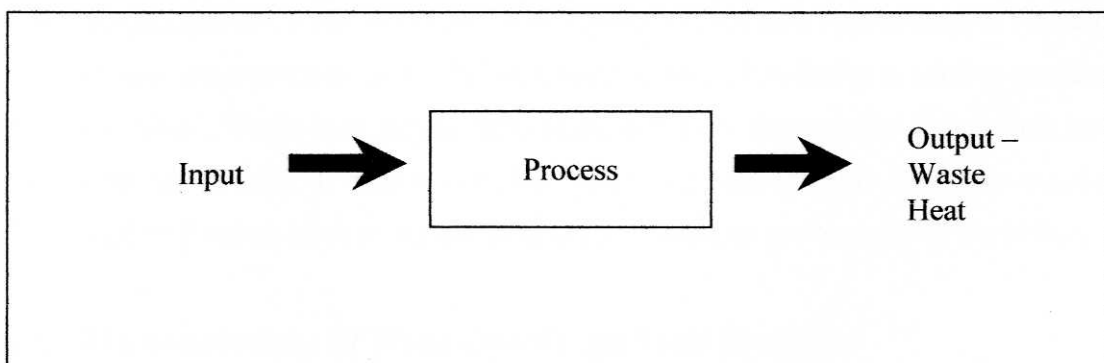 Input
Process
Output –
Waste
Heat